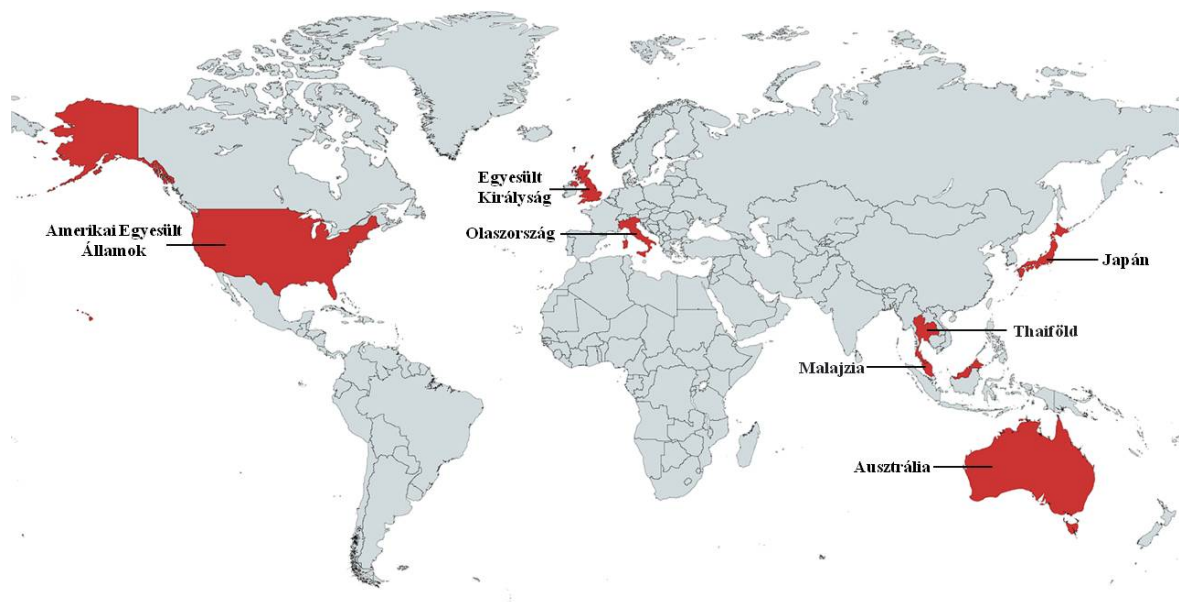 Egyesült
Királyság
Amerikai Egyesült
Államok
Olaszország
Japán
Thaiföld
Malajzia
Ausztrália